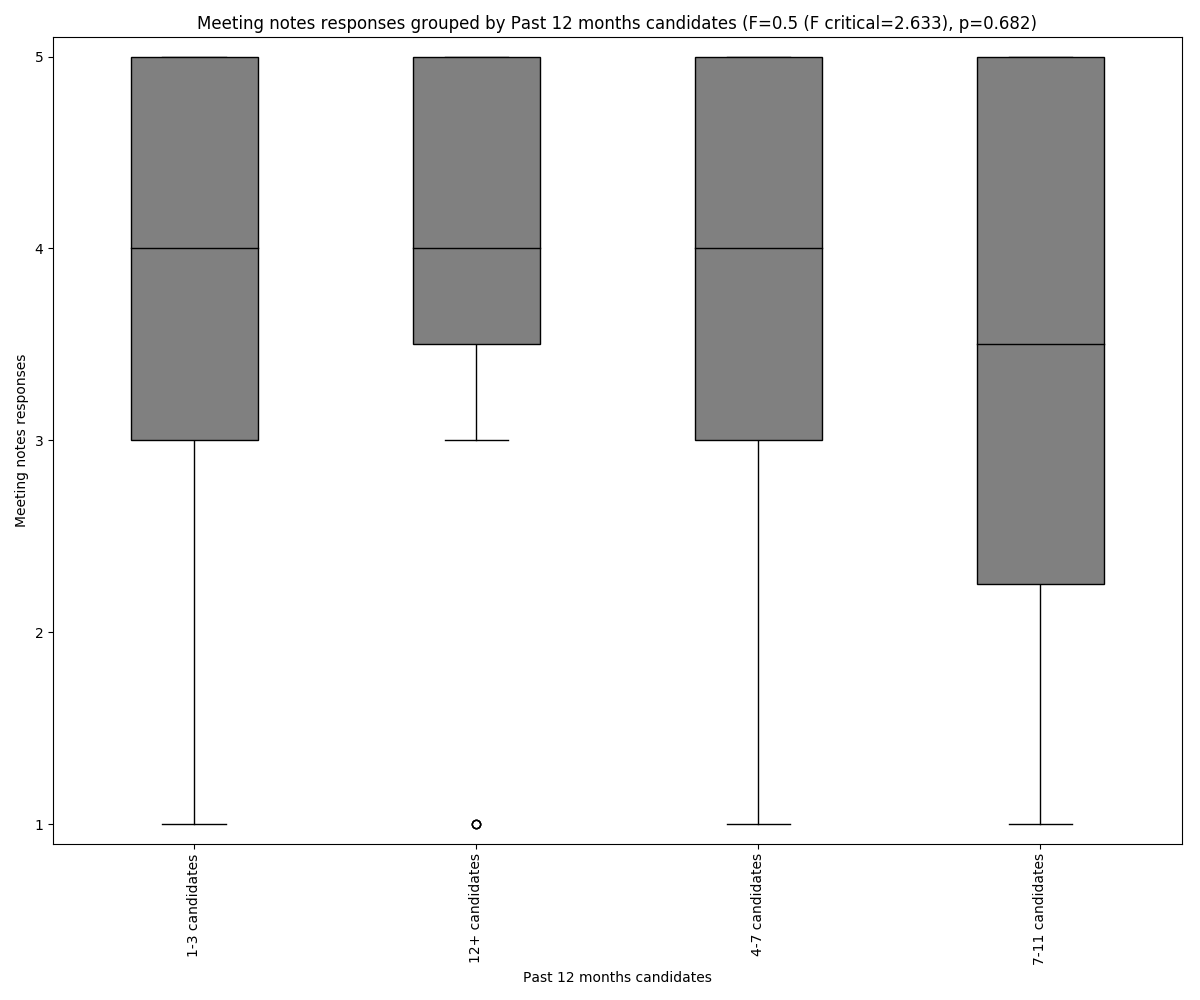 Meeting notes responses grouped by Past 12 months candidates (F=0.5 (F critical=2.633), p=0.682)
Meeting notes responses
5
4
3
2
1
1-3 candidates
12+ candidates
4-7 candidates
7-11 candidates
Past 12 months candidates